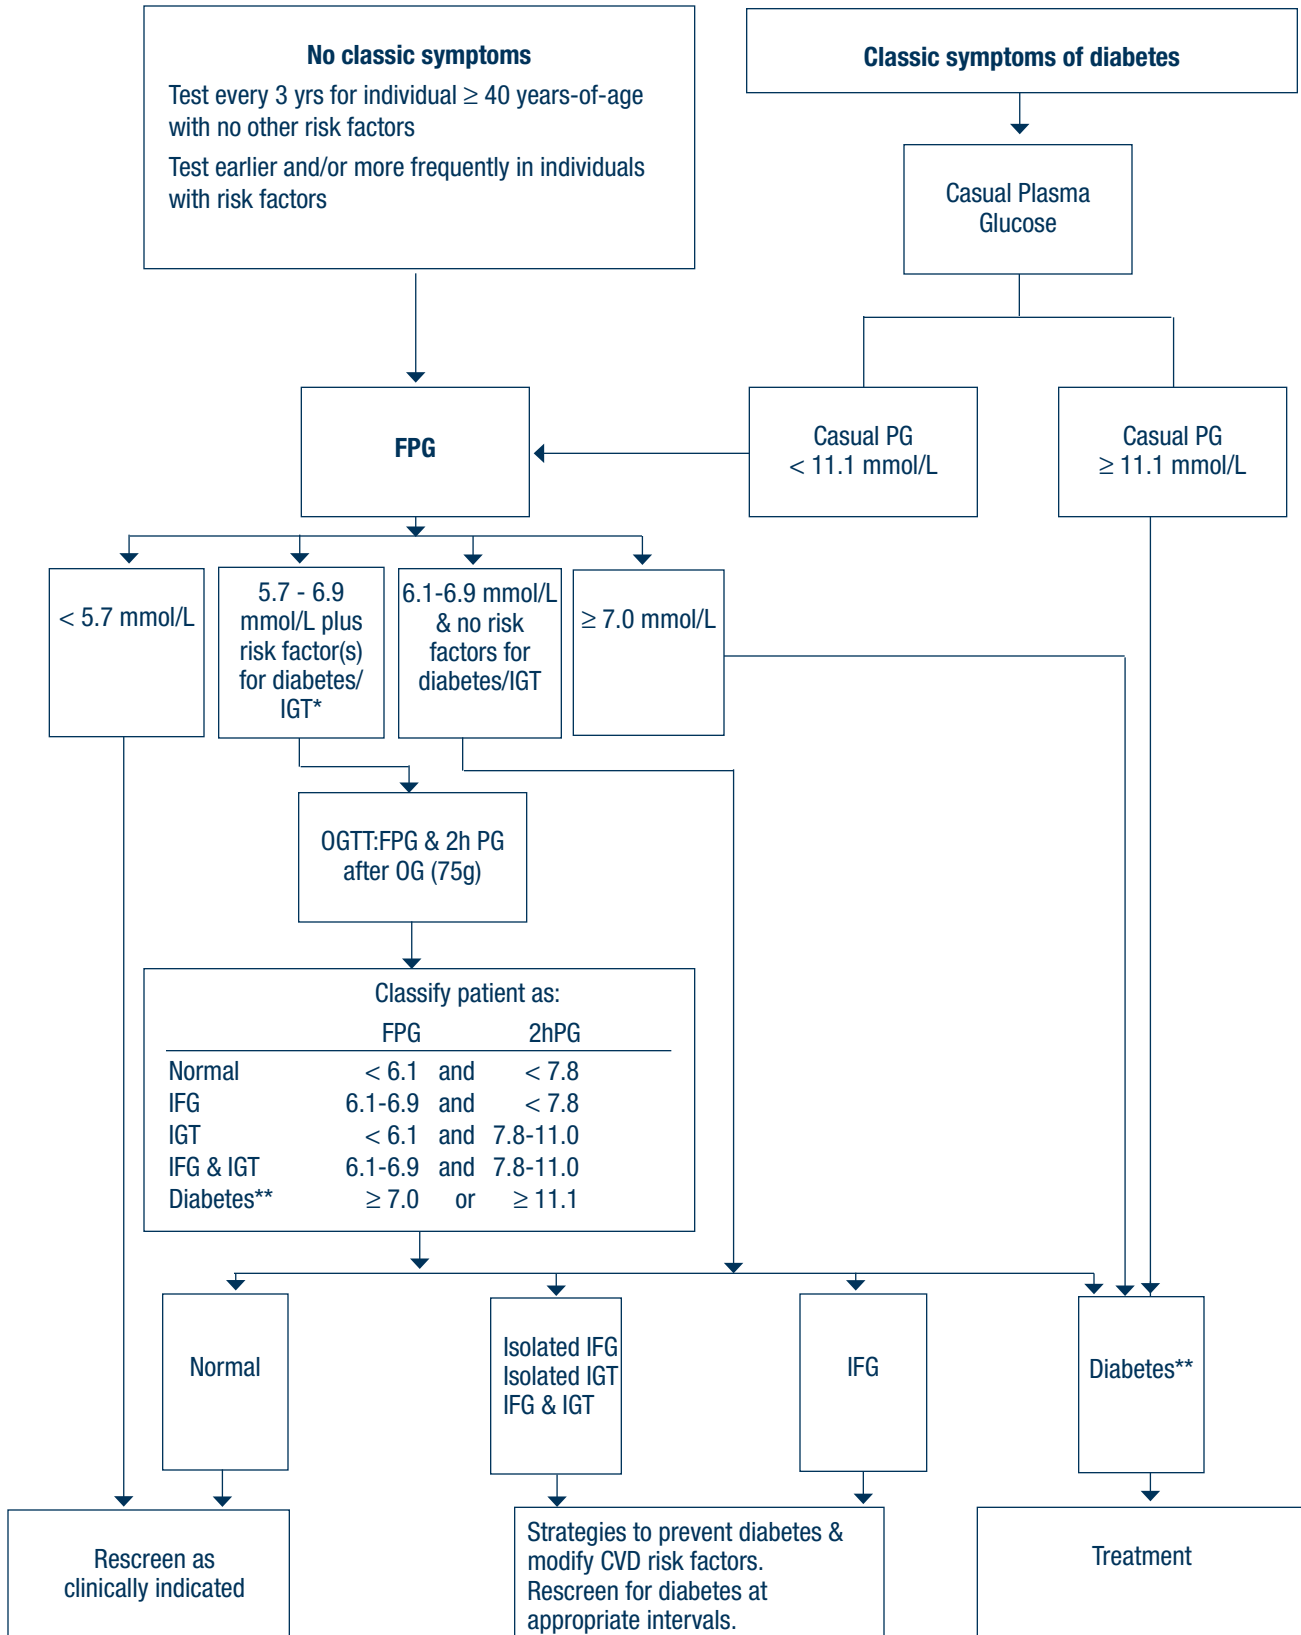 No classic symptoms
Test every 3 yrs for individual ≥ 40 years-of-age
with no other risk factors
Test earlier and/or more frequently in individuals
with risk factors
Classic symptoms of diabetes
Casual Plasma
Glucose
FPG
Casual PG
< 11.1 mmol/L
Casual PG
≥ 11.1 mmol/L
< 5.7 mmol/L
5.7 - 6.9
mmol/L plus
risk factor(s)
for diabetes/
IGT*
6.1-6.9 mmol/L
& no risk
factors for
diabetes/IGT
≥ 7.0 mmol/L
OGTT:FPG & 2h PG
after OG (75g)
Classify patient as:
FPG 2hPG
Normal < 6.1 and < 7.8
IFG 6.1-6.9 and < 7.8
IGT < 6.1 and 7.8-11.0
IFG & IGT 6.1-6.9 and 7.8-11.0
Diabetes** ≥ 7.0 or ≥ 11.1
Normal
Isolated IFG
Isolated IGT
IFG & IGT
IFG
Diabetes**
Rescreen as
clinically indicated
Strategies to prevent diabetes &
modify CVD risk factors.
Rescreen for diabetes at
appropriate intervals.
Treatment